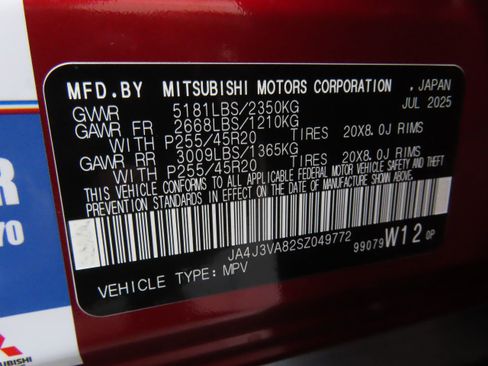 MFD.BY MITSUBISHI MOTORS CORPORATION. JAPAN
GVWR 5181LBS/2350KG JUL 2025
GAWR FR 2668LBS/1210KG
WITH P255/45R20 TIRES 20X8.0J RIMS
GAWR RR 3009LBS/1365KG
WITH P255/45R20 TIRES 20X8.0J RIMS
THIS VEHICLE CONFORMS TO ALL APPLICABLE FEDERAL MOTOR VEHICLE SAFETY AND THEFT
PREVENTION STANDARDS IN EFFECT ON THE DATE OF MANUFACTURE SHOWN ABOVE.
JA4J3VA82SZ049772
99079 W12 0P
VEHICLE TYPE: MPV
R
70